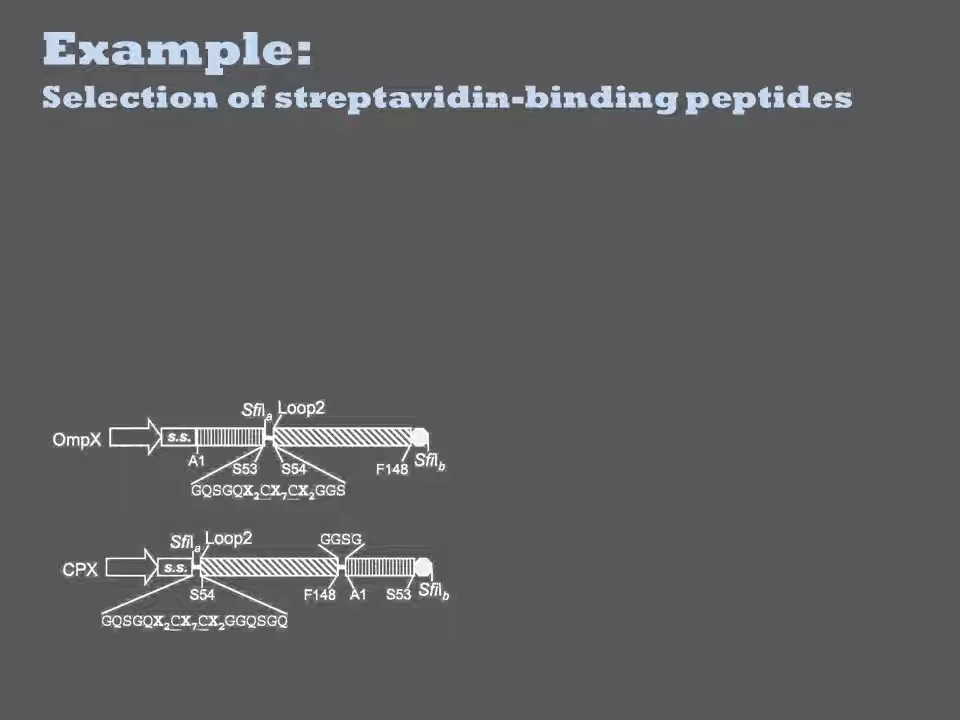 Example:
Selection of streptavidin-binding peptides
SfiIa Loop2
OmpX s.s.
A1 S53 S54 F148 SfiIb
GQSGQX2CX7CX2GGS
SfiIa Loop2 GGSG
CPX s.s.
S54 F148 A1 S53 SfiIb
GQSGQX2CX7CX2GGQSGQ